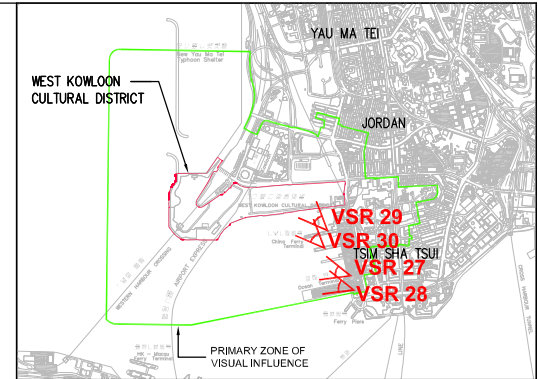 YAU MA TEI
New Yau Ma Tei
Typhoon Shelter
WEST KOWLOON
CULTURAL DISTRICT
JORDAN
WEST KOWLOON CULTURAL
VSR 29
China Ferry
Terminal
VSR 30
TSIM SHA TSUI
VSR 27
Ocean Terminal
VSR 28
Ferry Piers
WESTERN HARBOUR CROSSING
AIRPORT EXPRESS
CROSS HARBOUR TUNNEL
LINE
PRIMARY ZONE OF
VISUAL INFLUENCE
HK - Macau
Ferry Terminal